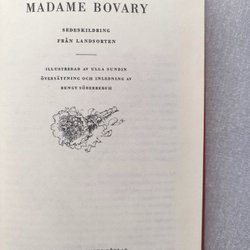 MADAME BOVARY
SEDESKILDRING
FRÅN LANDSORTEN
ILLUSTRERAD AV ULLA SUNDIN
ÖVERSÄTTNING OCH INLEDNING AV
BENGT SÖDERBERGH